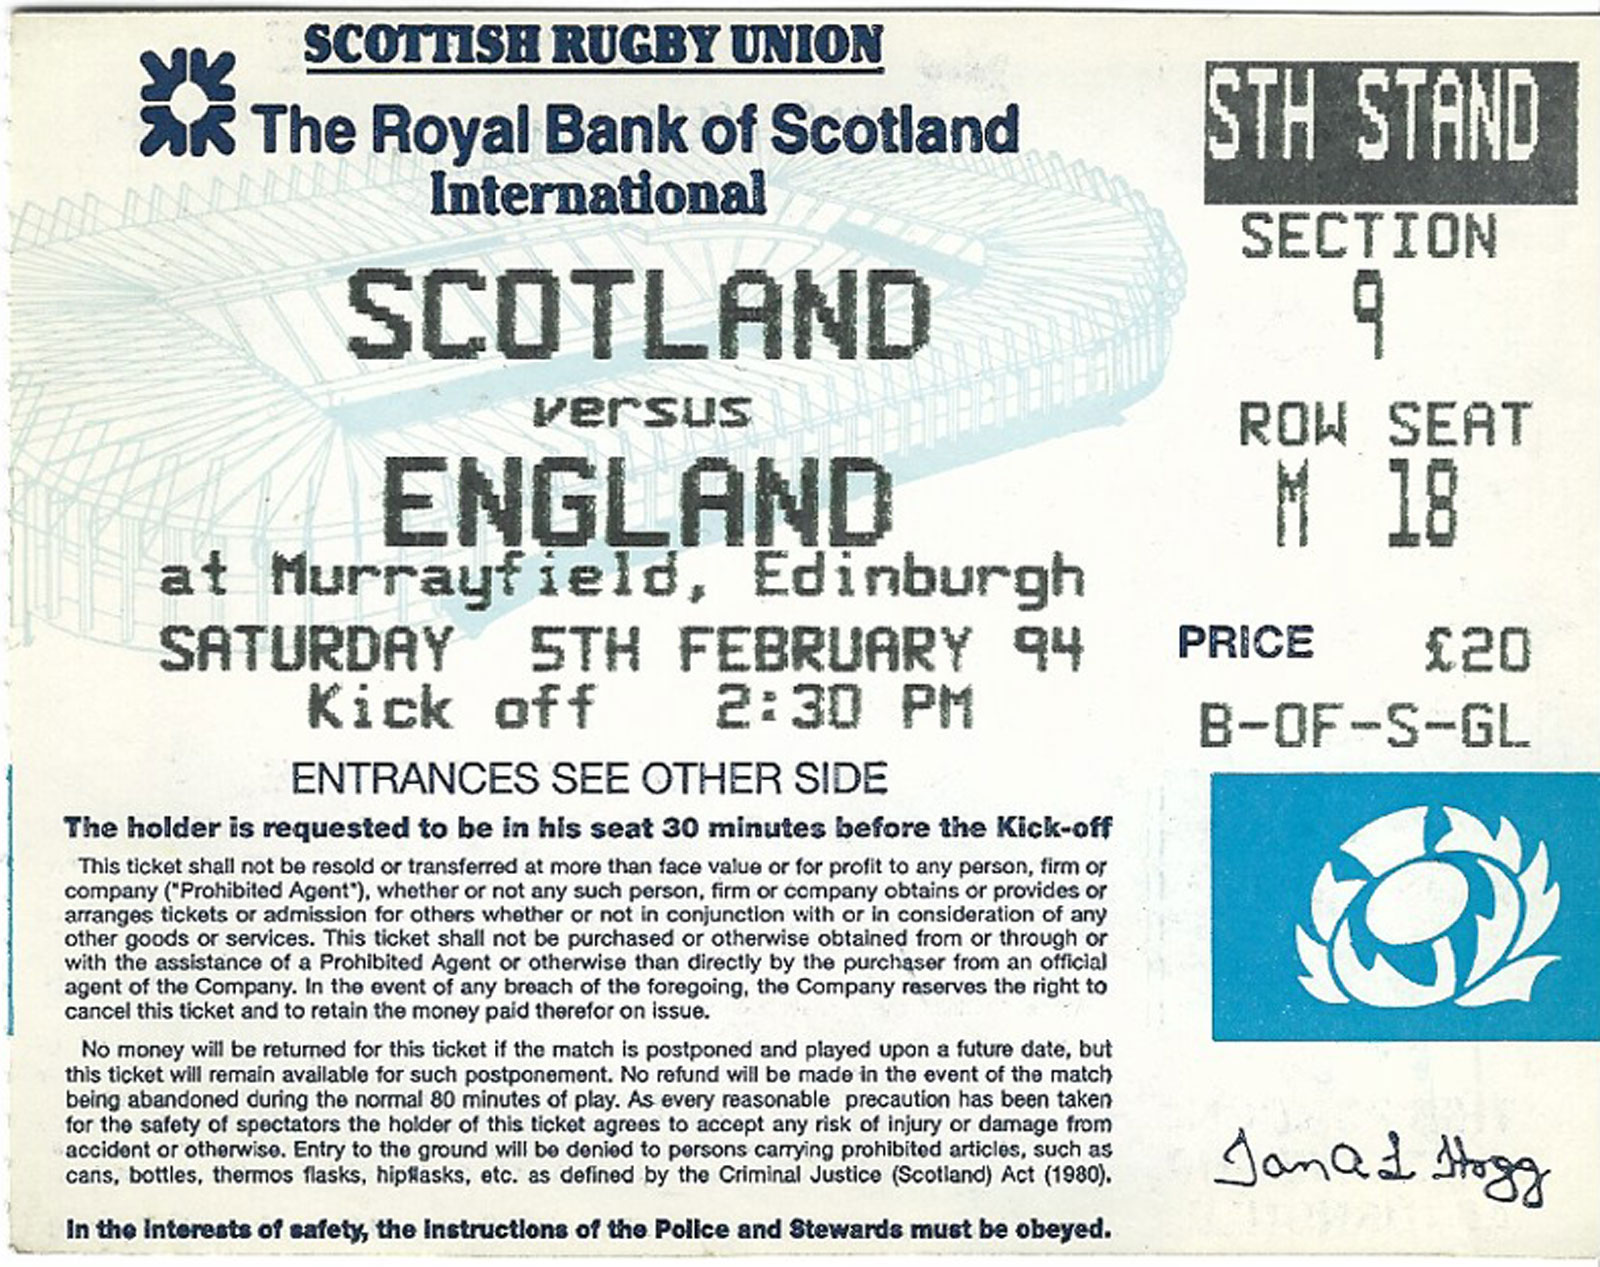 SCOTTISH RUGBY UNION
The Royal Bank of Scotland
International
SCOTLAND
versus
ENGLAND
at Murrayfield, Edinburgh
SATURDAY 5TH FEBRUARY 94
Kick off 2:30 PM
ENTRANCES SEE OTHER SIDE
The holder is requested to be in his seat 30 minutes before the Kick-off
This ticket shall not be resold or transferred at more than face value or for profit to any person, firm or
company ("Prohibited Agent"), whether or not any such person, firm or company obtains or provides or
arranges tickets or admission for others whether or not in conjunction with or in consideration of any
other goods or services. This ticket shall not be purchased or otherwise obtained from or through or
with the assistance of a Prohibited Agent or otherwise than directly by the purchaser from an official
agent of the Company. In the event of any breach of the foregoing, the Company reserves the right to
cancel this ticket and to retain the money paid therefor on issue.
No money will be returned for this ticket if the match is postponed and played upon a future date, but
this ticket will remain available for such postponement. No refund will be made in the event of the match
being abandoned during the normal 80 minutes of play. As every reasonable precaution has been taken
for the safety of spectators the holder of this ticket agrees to accept any risk of injury or damage from
accident or otherwise. Entry to the ground will be denied to persons carrying prohibited articles, such as
cans, bottles, thermos flasks, hipflasks, etc. as defined by the Criminal Justice (Scotland) Act (1980).
In the interests of safety, the instructions of the Police and Stewards must be obeyed.
STH STAND
SECTION
9
ROW SEAT
M 18
PRICE £20
B-OF-S-GL
Ian A L Hogg